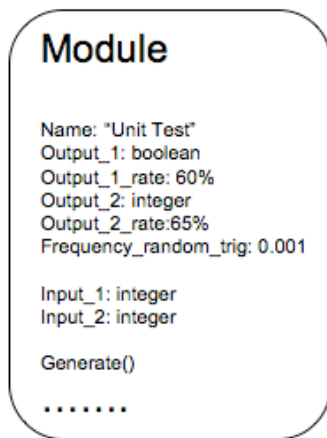 Module
Name: "Unit Test"
Output_1: boolean
Output_1_rate: 60%
Output_2: integer
Output_2_rate:65%
Frequency_random_trig: 0.001
Input_1: integer
Input_2: integer
Generate()
.......